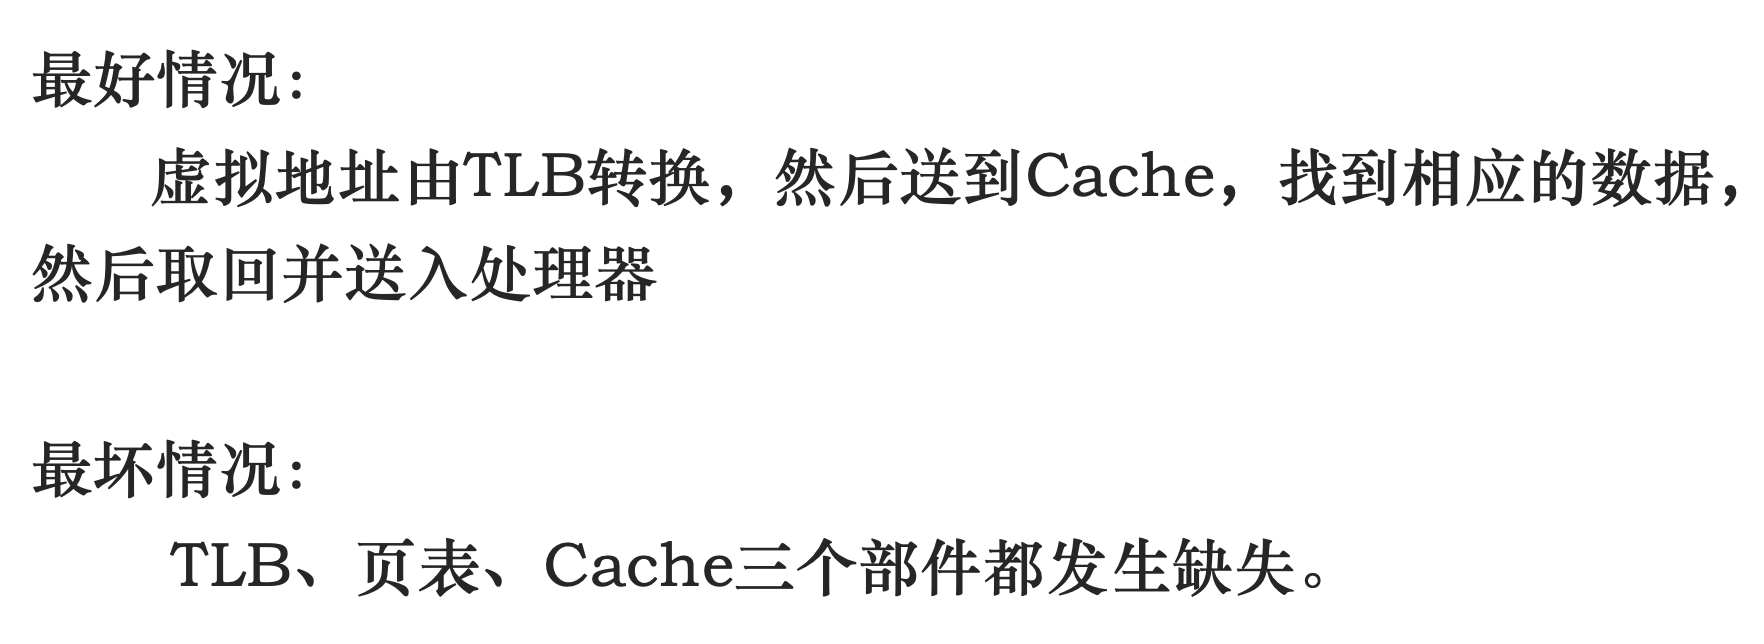 最好情况：
虚拟地址由TLB转换，然后送到Cache，找到相应的数据，
然后取回并送入处理器
最坏情况：
TLB、页表、Cache三个部件都发生缺失。